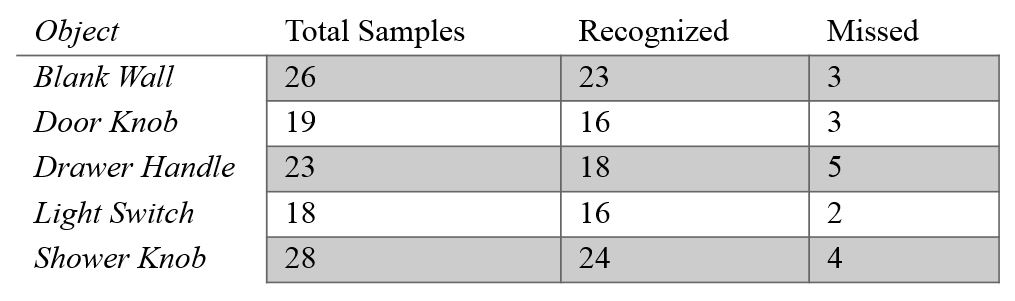 Object Total Samples Recognized Missed
Blank Wall 26 23 3
Door Knob 19 16 3
Drawer Handle 23 18 5
Light Switch 18 16 2
Shower Knob 28 24 4